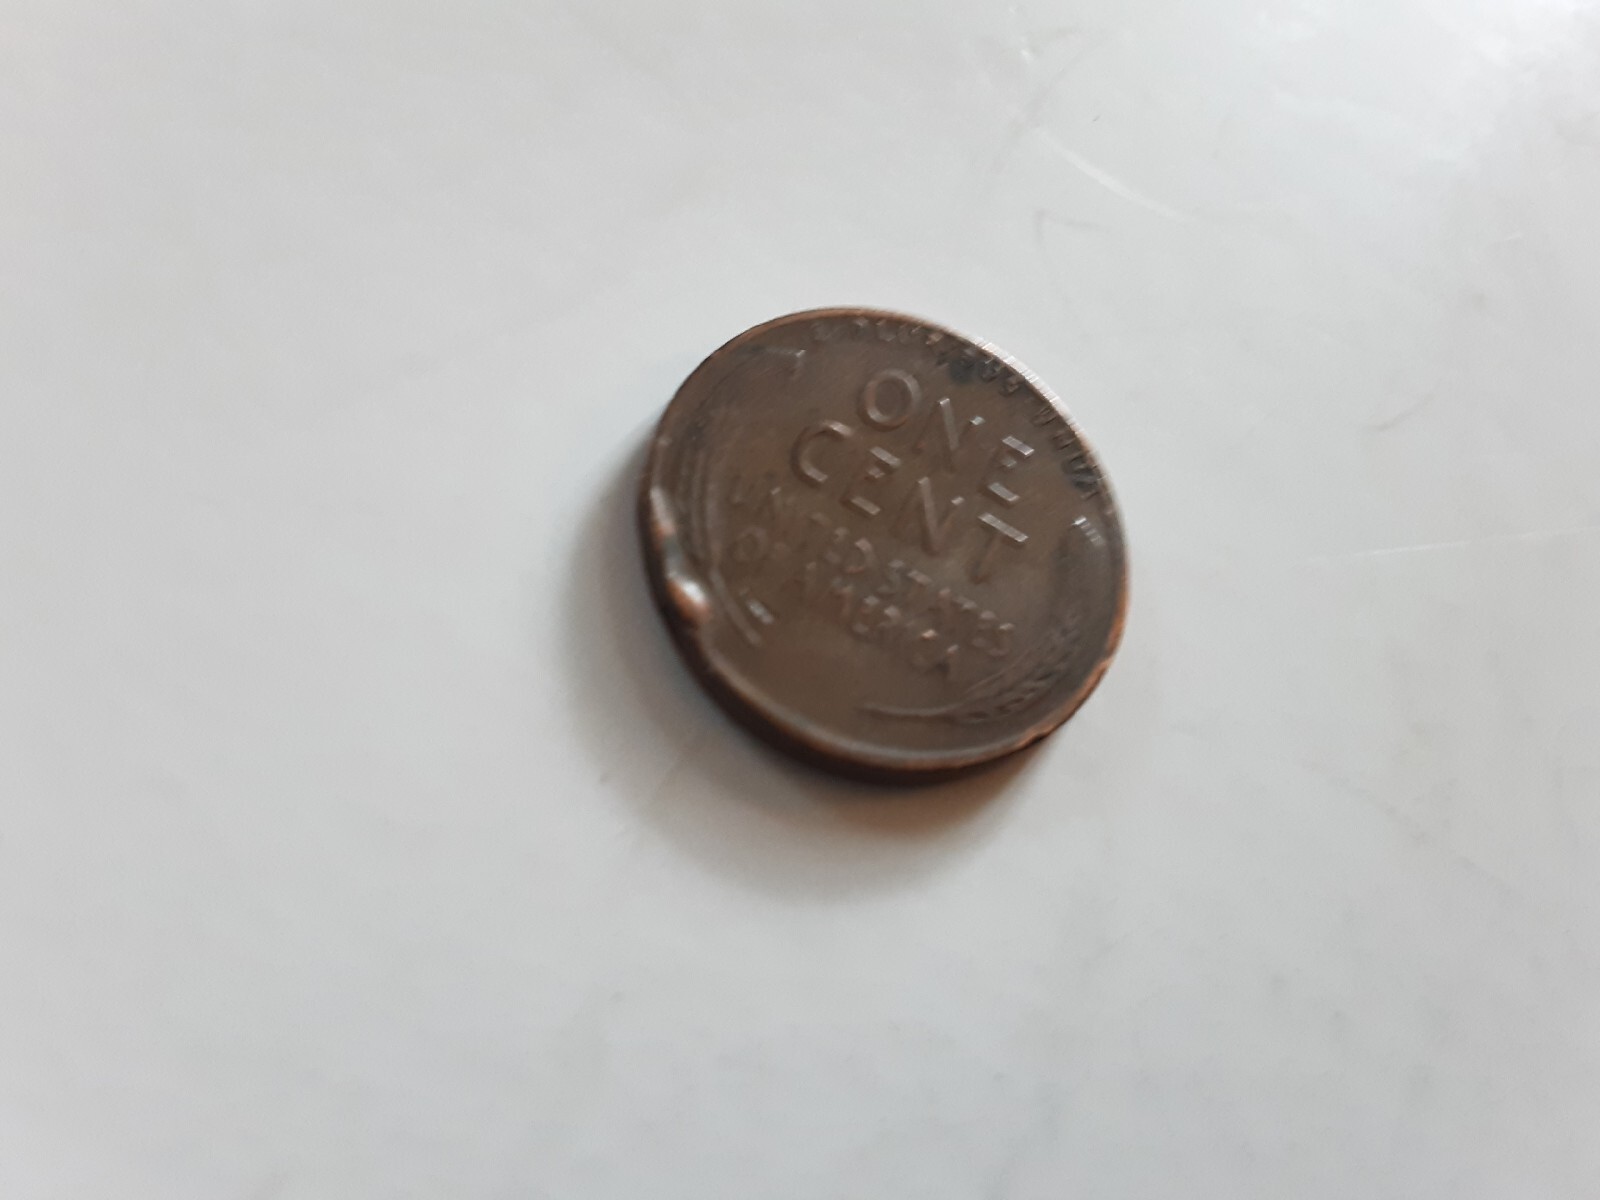 ONE
CENT
UNITED STATES
OF AMERICA